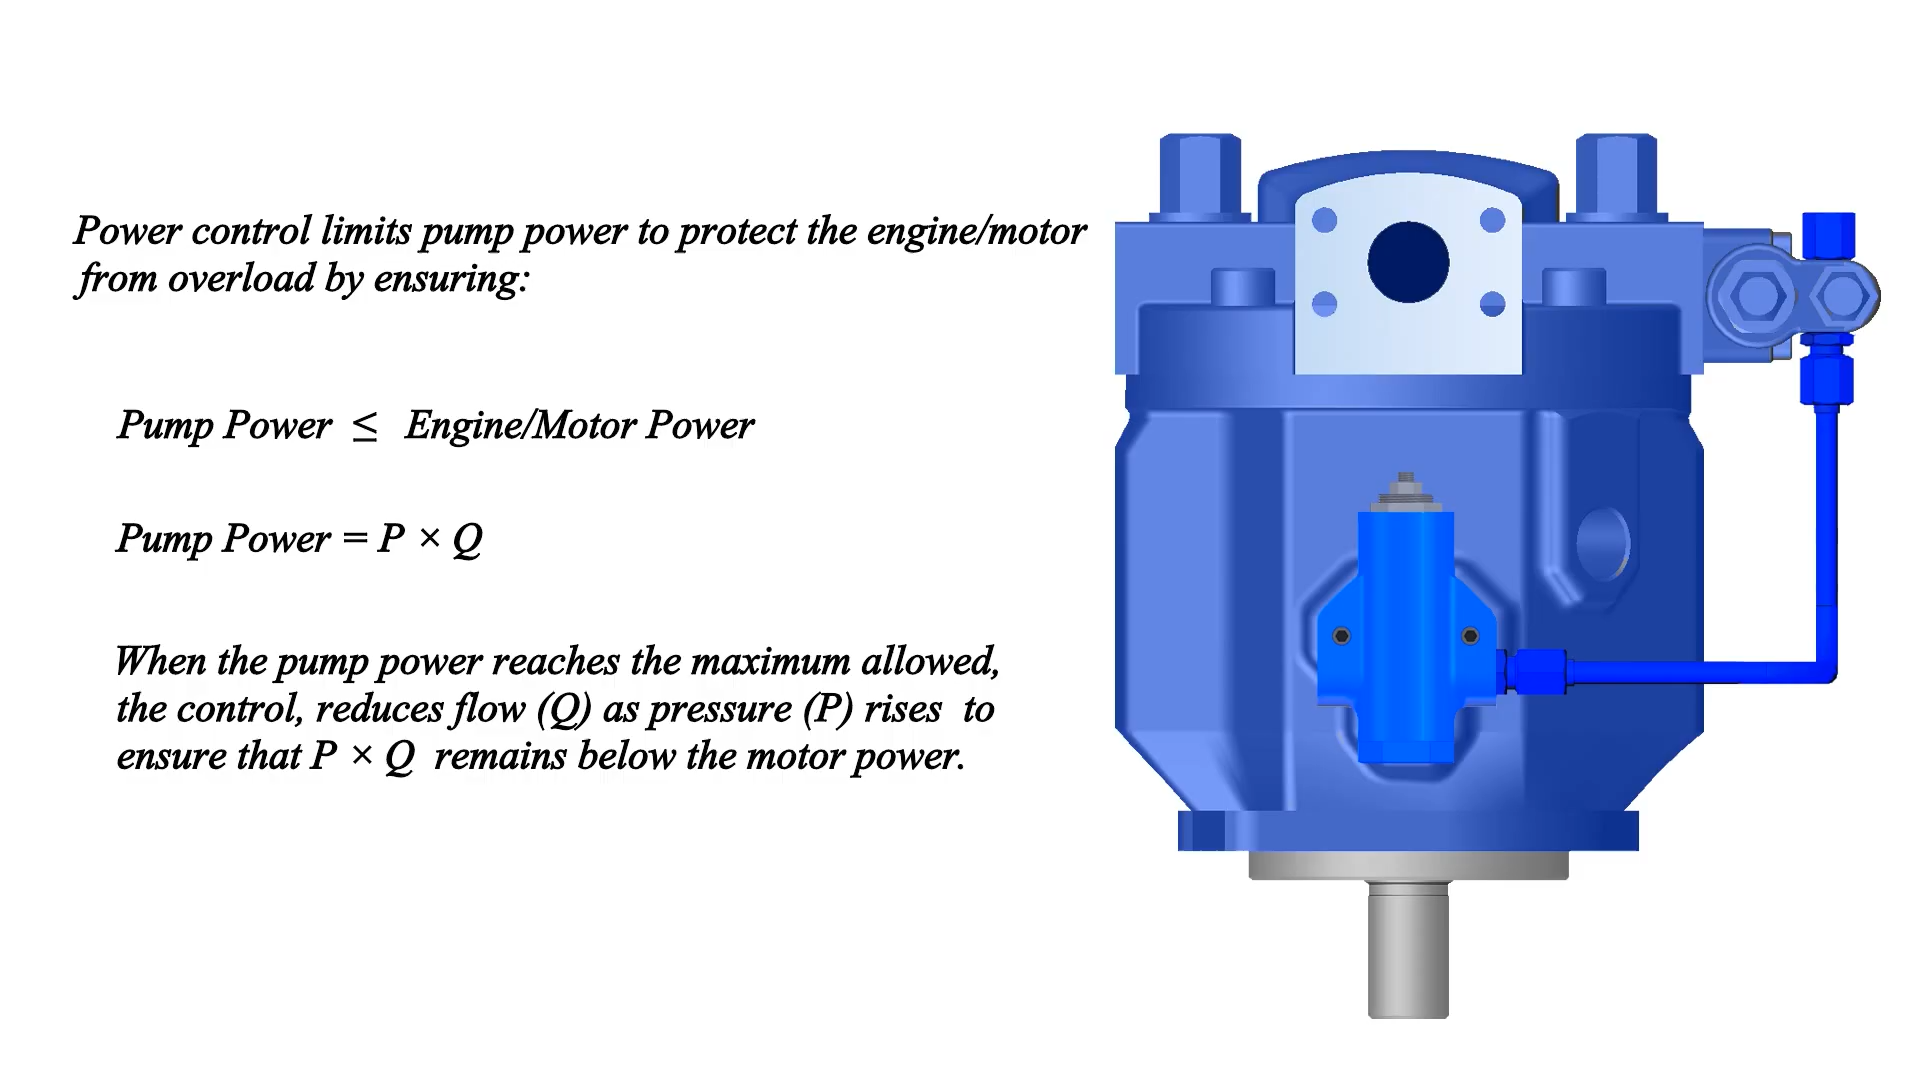 Power control limits pump power to protect the engine/motor
from overload by ensuring:
Pump Power ≤ Engine/Motor Power
Pump Power = P × Q
When the pump power reaches the maximum allowed,
the control, reduces flow (Q) as pressure (P) rises to
ensure that P × Q remains below the motor power.